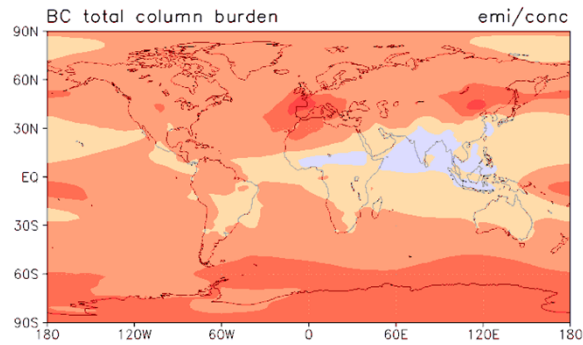 BC total column burden emi/conc
90N
60N
30N
EQ
30S
60S
90S
180 120W 60W 0 60E 120E 180